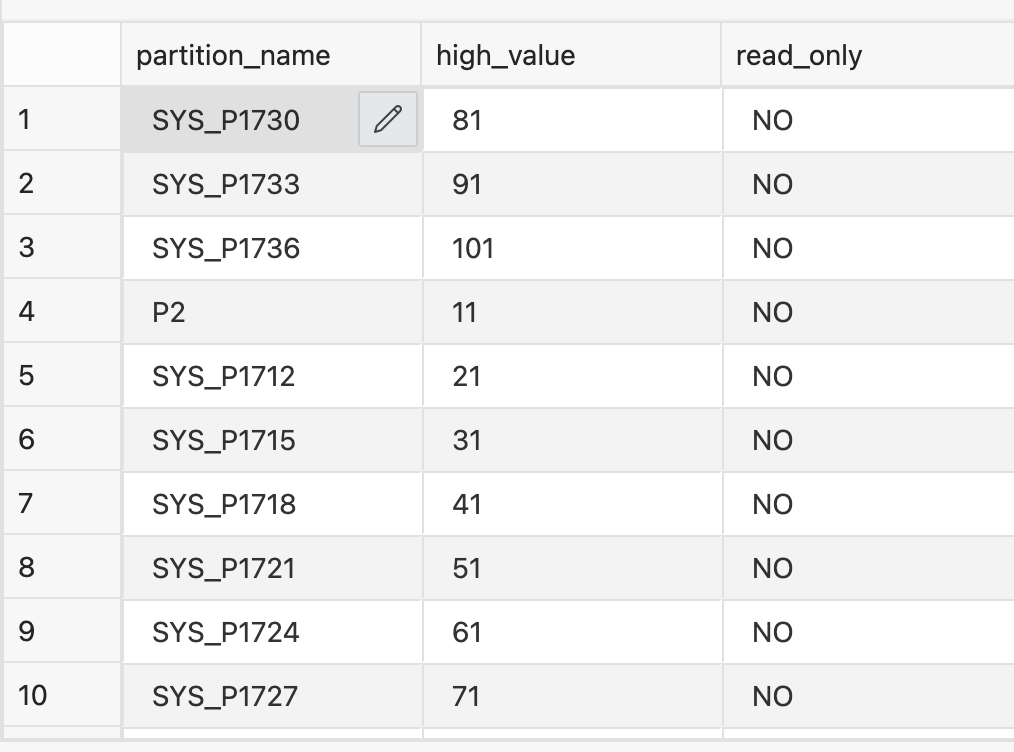 partition_name high_value read_only
1 SYS_P1730 81 NO
2 SYS_P1733 91 NO
3 SYS_P1736 101 NO
4 P2 11 NO
5 SYS_P1712 21 NO
6 SYS_P1715 31 NO
7 SYS_P1718 41 NO
8 SYS_P1721 51 NO
9 SYS_P1724 61 NO
10 SYS_P1727 71 NO